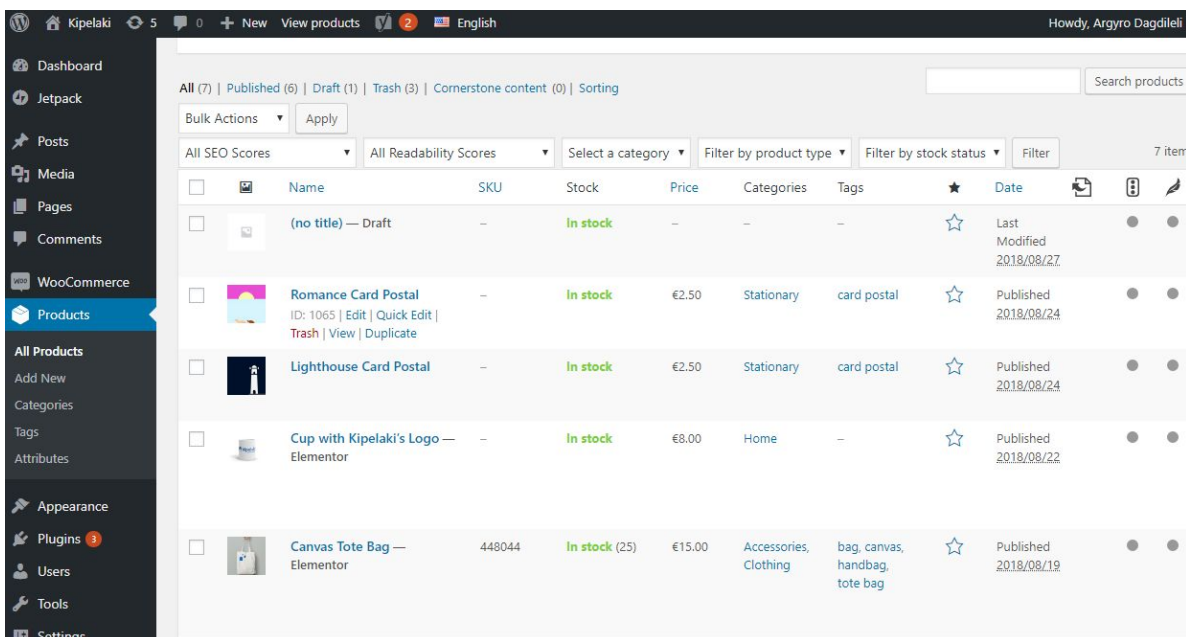 Kipelaki 5 0 New View products 2 English Howdy, Argyro Dagdileli
Dashboard
Jetpack
Posts
Media
Pages
Comments
WooCommerce
Products
All Products
Add New
Categories
Tags
Attributes
Appearance
Plugins 3
Users
Tools
Settings
All (7) | Published (6) | Draft (1) | Trash (3) | Cornerstone content (0) | Sorting
Search products
Bulk Actions Apply
All SEO Scores All Readability Scores Select a category Filter by product type Filter by stock status Filter 7 item
Name SKU Stock Price Categories Tags Date
(no title) — Draft – In stock – – – Last
Modified
2018/08/27
Romance Card Postal – In stock €2.50 Stationary card postal Published
ID: 1065 | Edit | Quick Edit | 2018/08/24
Trash | View | Duplicate
Lighthouse Card Postal – In stock €2.50 Stationary card postal Published
2018/08/24
Cup with Kipelaki's Logo — – In stock €8.00 Home – Published
Elementor 2018/08/22
Canvas Tote Bag — 448044 In stock (25) €15.00 Accessories, bag, canvas, Published
Elementor Clothing handbag, 2018/08/19
tote bag